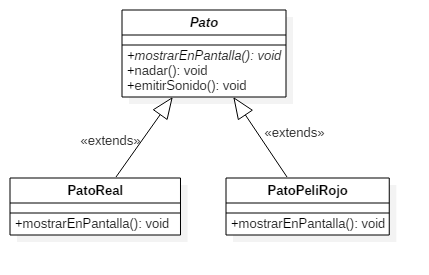 Pato
+mostrarEnPantalla(): void
+nadar(): void
+emitirSonido(): void
«extends»
«extends»
PatoReal
+mostrarEnPantalla(): void
PatoPeliRojo
+mostrarEnPantalla(): void